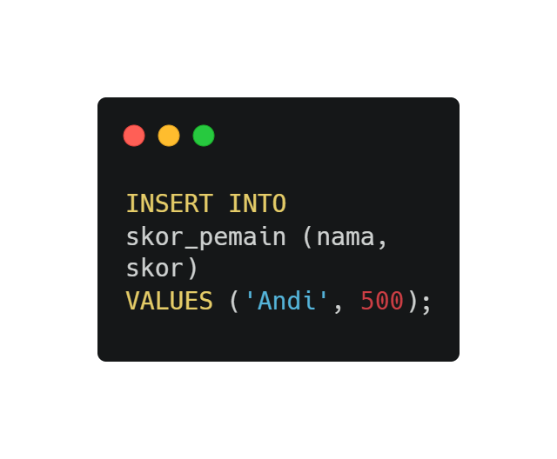 INSERT INTO
skor_pemain (nama,
skor)
VALUES ('Andi', 500);